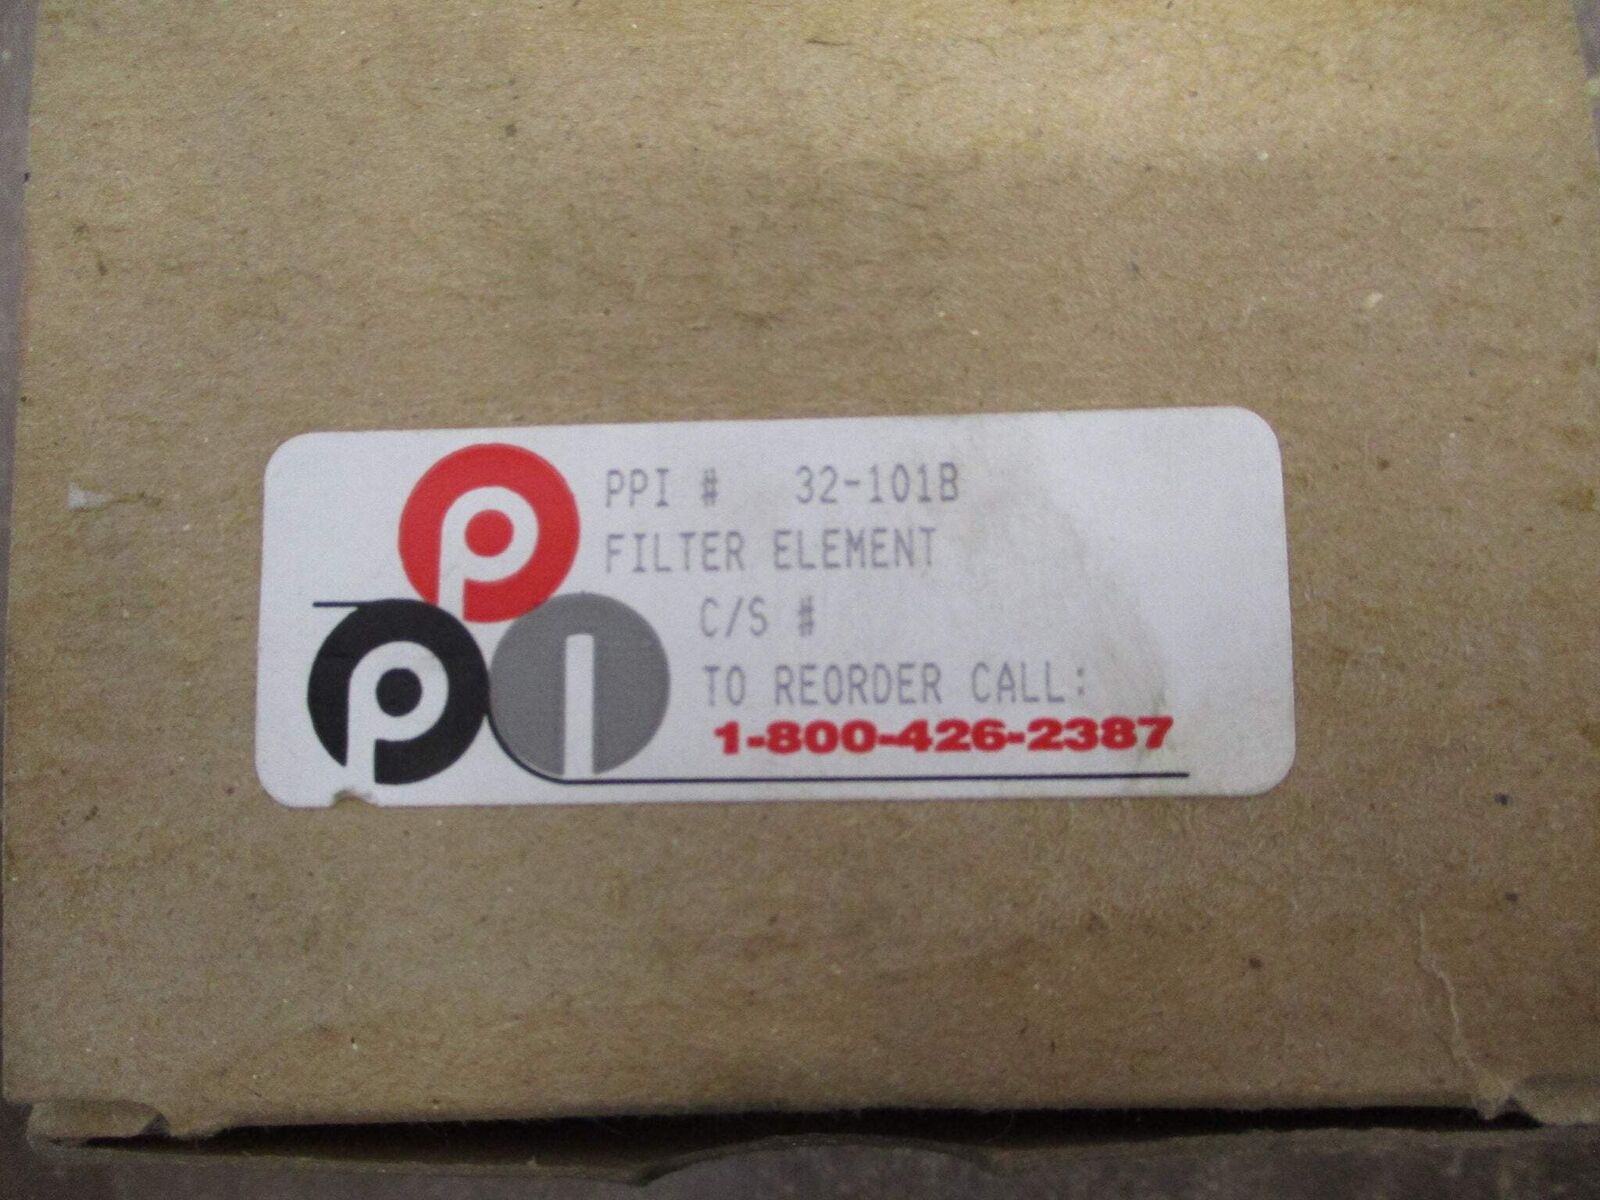 PPI # 32-101B
FILTER ELEMENT
C/S #
TO REORDER CALL:
1-800-426-2387
P
P I